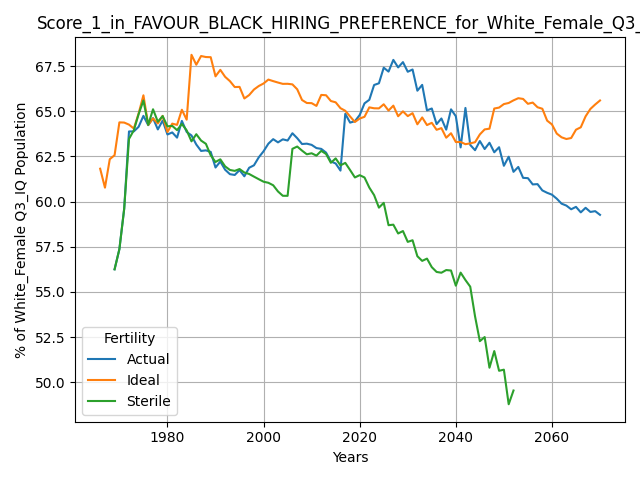 Score_1_in_FAVOUR_BLACK_HIRING_PREFERENCE_for_White_Female_Q3_
% of White_Female Q3_IQ Population
67.5
65.0
62.5
60.0
57.5
55.0
52.5
50.0
Fertility
Actual
Ideal
Sterile
1980 2000 2020 2040 2060
Years